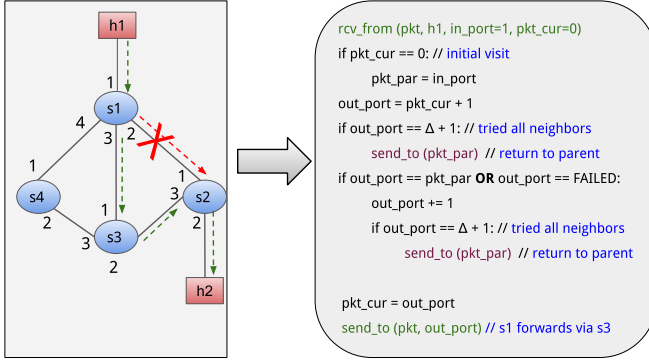 h1
1
s1
4
3
2
1
1
3
s2
s4
2
1
3
s3
2
2
h2
rcv_from (pkt, h1, in_port=1, pkt_cur=0)
if pkt_cur == 0: // initial visit
pkt_par = in_port
out_port = pkt_cur + 1
if out_port == Δ + 1: // tried all neighbors
send_to (pkt_par) // return to parent
if out_port == pkt_par OR out_port == FAILED:
out_port += 1
if out_port == Δ + 1: // tried all neighbors
send_to (pkt_par) // return to parent
pkt_cur = out_port
send_to (pkt, out_port) // s1 forwards via s3